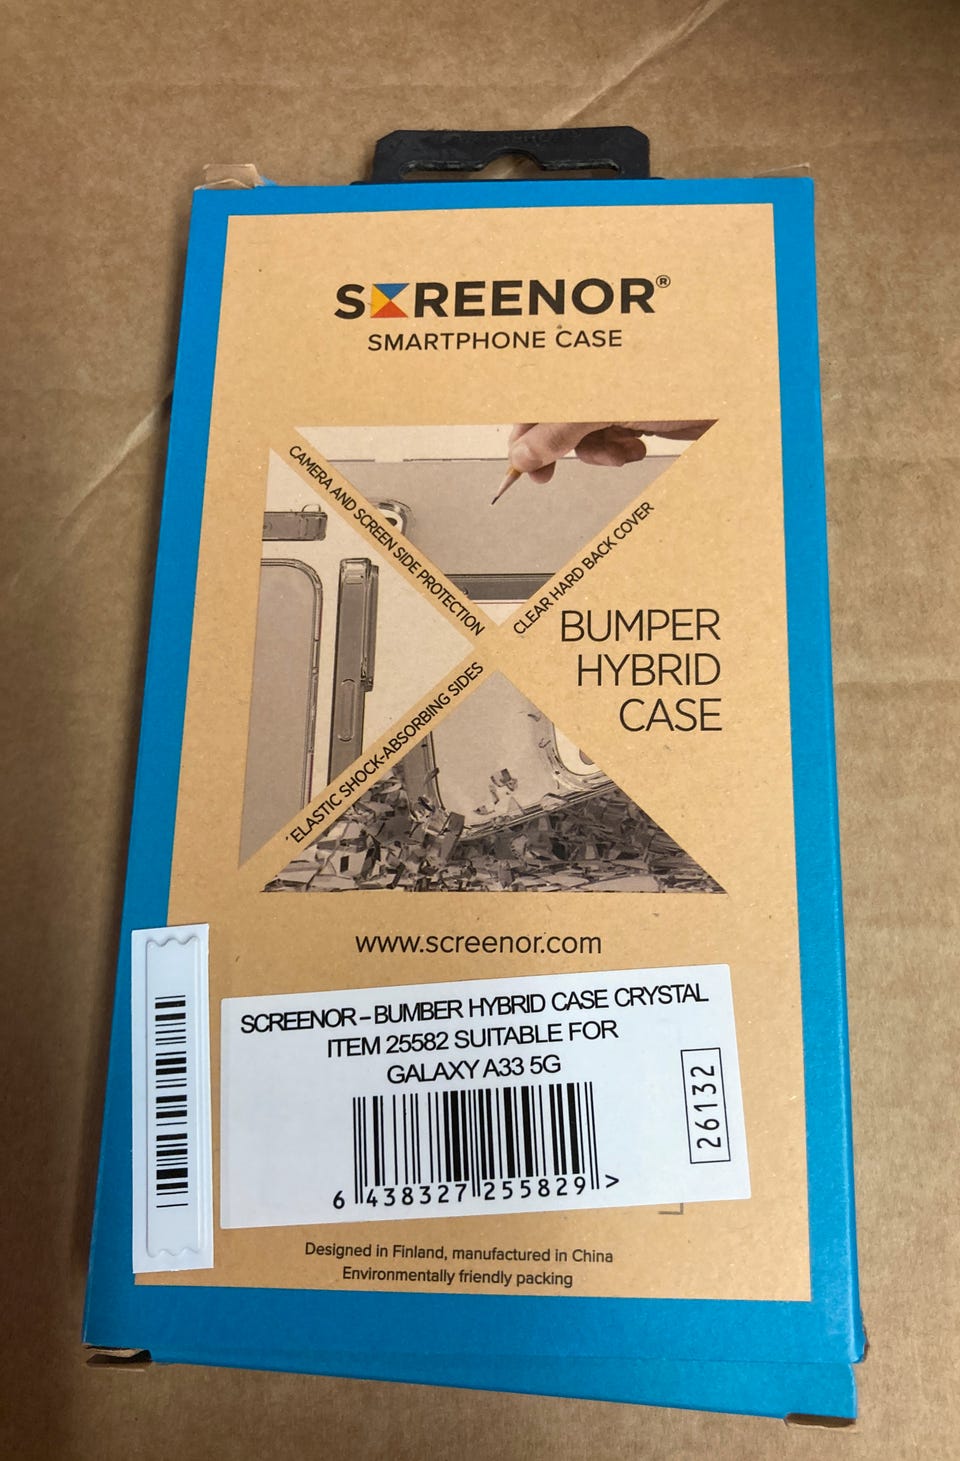 SCREENOR®
SMARTPHONE CASE
CAMERA AND SCREEN SIDE PROTECTION
CLEAR HARD BACK COVER
BUMPER
HYBRID
CASE
ELASTIC SHOCK-ABSORBING SIDES
www.screenor.com
SCREENOR – BUMBER HYBRID CASE CRYSTAL
ITEM 25582 SUITABLE FOR
GALAXY A33 5G
26132
6 438327 255829 >
Designed in Finland, manufactured in China
Environmentally friendly packing